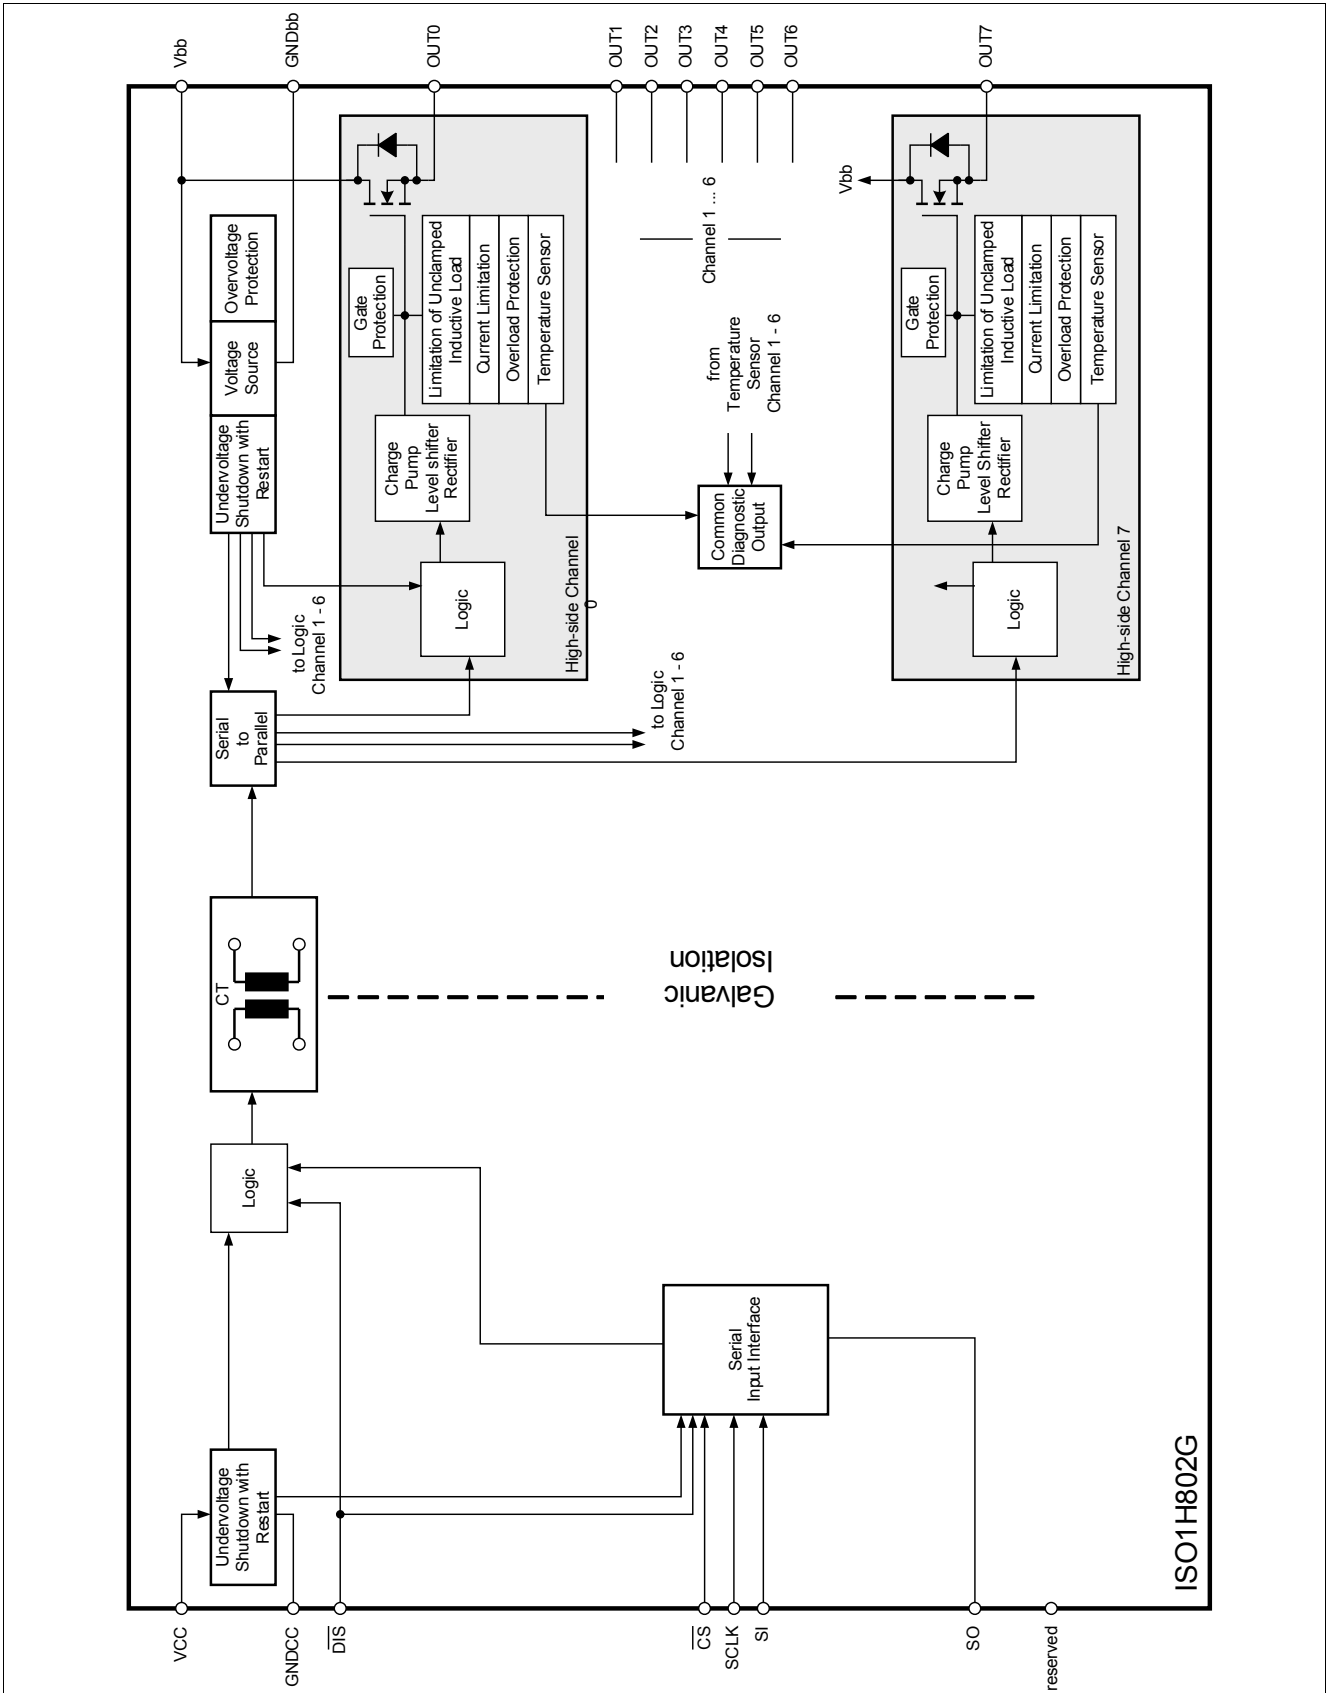 VCC
GNDCC
DIS
CS
SCLK
SI
SO
reserved
Undervoltage
Shutdown with
Restart
Logic
Serial
Input Interface
CT
Galvanic
Isolation
Serial
to
Parallel
to Logic
Channel 1 - 6
to Logic
Channel 1 - 6
Undervoltage
Shutdown with
Restart
Voltage
Source
Overvoltage
Protection
High-side Channel
0
Logic
Charge
Pump
Level shifter
Rectifier
Gate
Protection
Limitation of Unclamped
Inductive Load
Current Limitation
Overload Protection
Temperature Sensor
Common
Diagnostic
Output
from
Temperature
Sensor
Channel 1 - 6
Channel 1 ... 6
High-side Channel 7
Logic
Charge
Pump
Level Shifter
Rectifier
Gate
Protection
Limitation of Unclamped
Inductive Load
Current Limitation
Overload Protection
Temperature Sensor
Vbb
Vbb
GNDbb
OUT0
OUT1
OUT2
OUT3
OUT4
OUT5
OUT6
OUT7
ISO1H802G